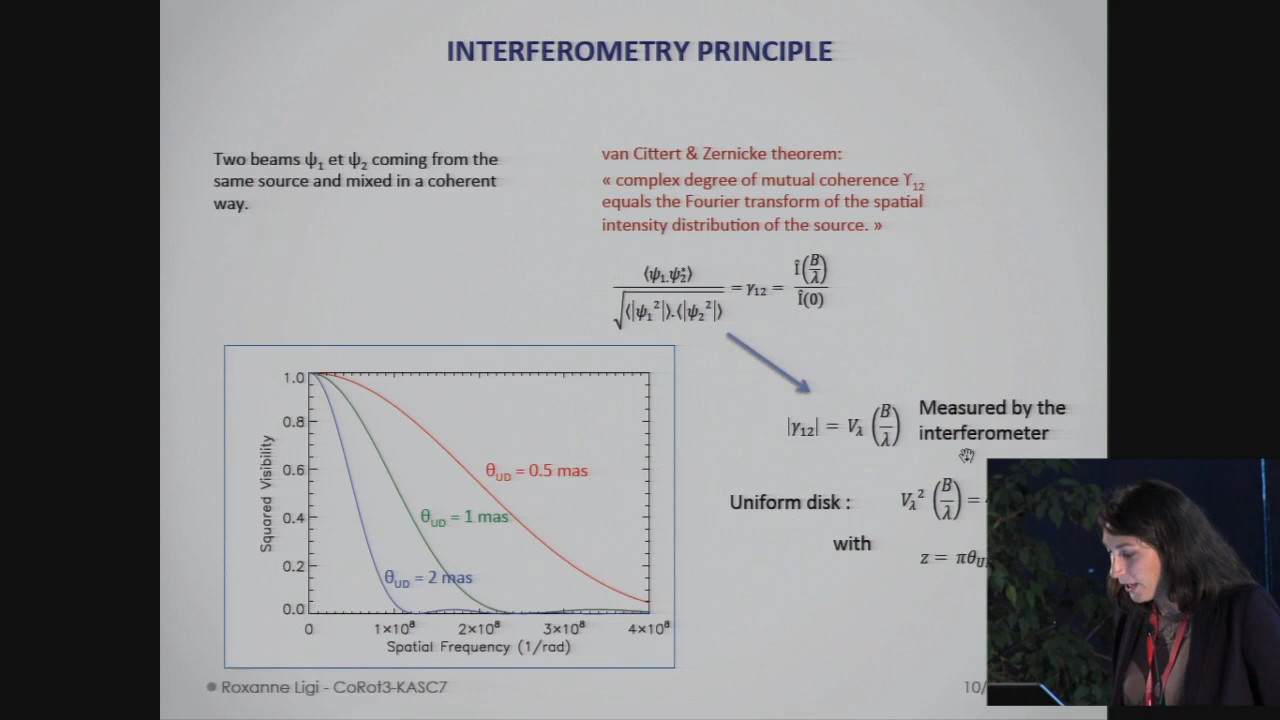 INTERFEROMETRY PRINCIPLE
Two beams ψ₁ et ψ₂ coming from the
same source and mixed in a coherent
way.
van Cittert & Zernicke theorem:
« complex degree of mutual coherence ϒ₁₂
equals the Fourier transform of the spatial
intensity distribution of the source. »
⟨ψ₁.ψ₂*⟩ / √(⟨|ψ₁²|⟩.⟨|ψ₂²|⟩) = γ₁₂ = Î(B/λ) / Î(0)
|γ₁₂| = V_λ (B/λ)
Measured by the
interferometer
Uniform disk : V_λ² (B/λ) =
with z = πθ
Squared Visibility
1.0
0.8
0.6
0.4
0.2
0.0
θ_UD = 0.5 mas
θ_UD = 1 mas
θ_UD = 2 mas
0 1×10⁸ 2×10⁸ 3×10⁸ 4×10⁸
Spatial Frequency (1/rad)
Roxanne Ligi - CoRot3-KASC7
10/